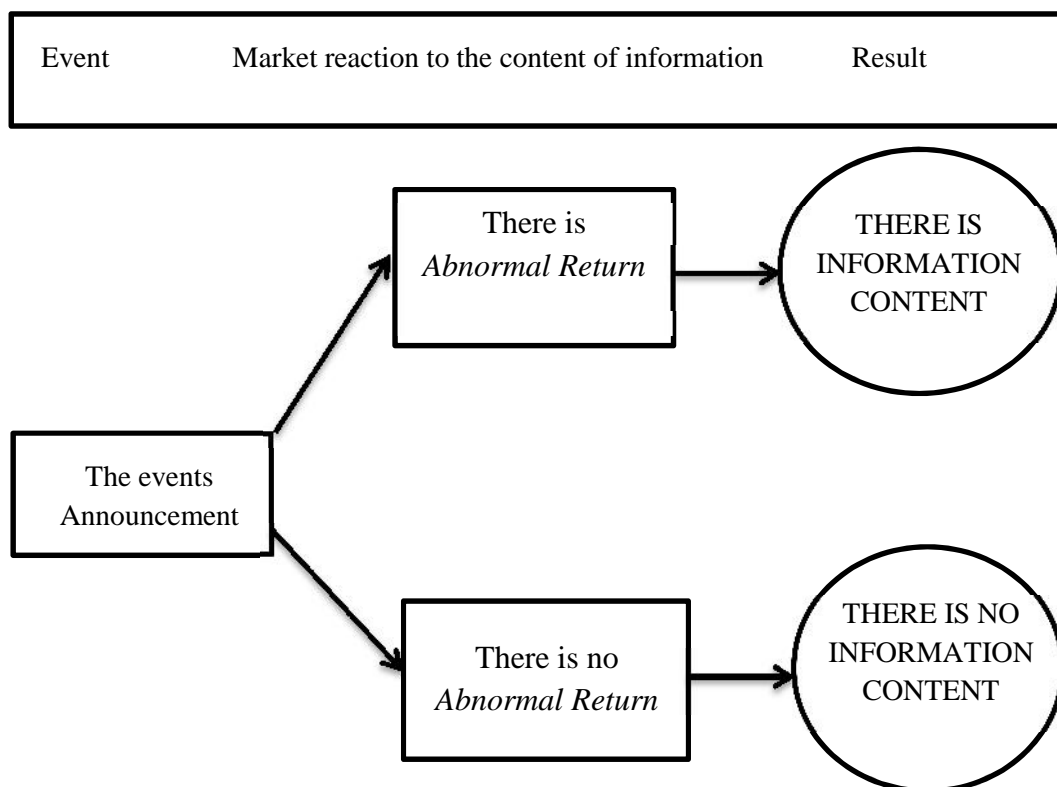 Event Market reaction to the content of information Result
There is
Abnormal Return
THERE IS
INFORMATION
CONTENT
The events
Announcement
There is no
Abnormal Return
THERE IS NO
INFORMATION
CONTENT